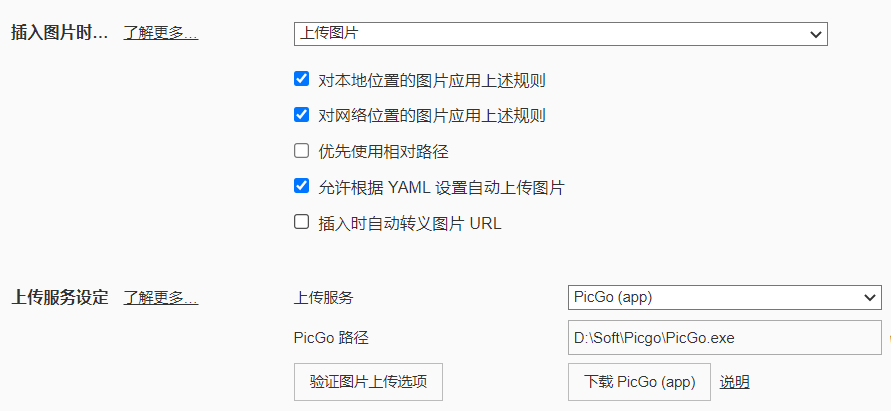 插入图片时... 了解更多... 上传图片
对本地位置的图片应用上述规则
对网络位置的图片应用上述规则
优先使用相对路径
允许根据 YAML 设置自动上传图片
插入时自动转义图片 URL
上传服务设定 了解更多... 上传服务 PicGo (app)
PicGo 路径 D:\Soft\Picgo\PicGo.exe
验证图片上传选项 下载 PicGo (app) 说明